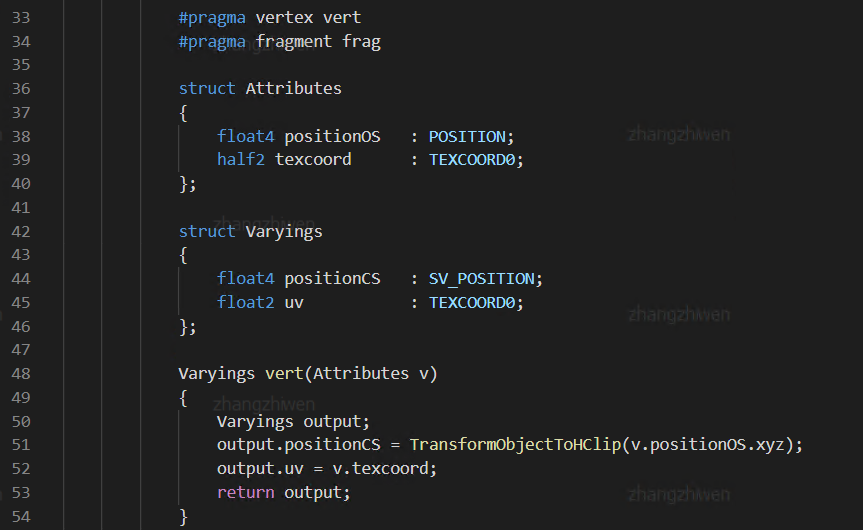 33 #pragma vertex vert
34 #pragma fragment frag
35
36 struct Attributes
37 {
38 float4 positionOS : POSITION;
39 half2 texcoord : TEXCOORD0;
40 };
41
42 struct Varyings
43 {
44 float4 positionCS : SV_POSITION;
45 float2 uv : TEXCOORD0;
46 };
47
48 Varyings vert(Attributes v)
49 {
50 Varyings output;
51 output.positionCS = TransformObjectToHClip(v.positionOS.xyz);
52 output.uv = v.texcoord;
53 return output;
54 }
zhangzhiwen
zhangzhiwen
zhangzhiwen
zhangzhiwen
zhangzhiwen
zhangzhiwen